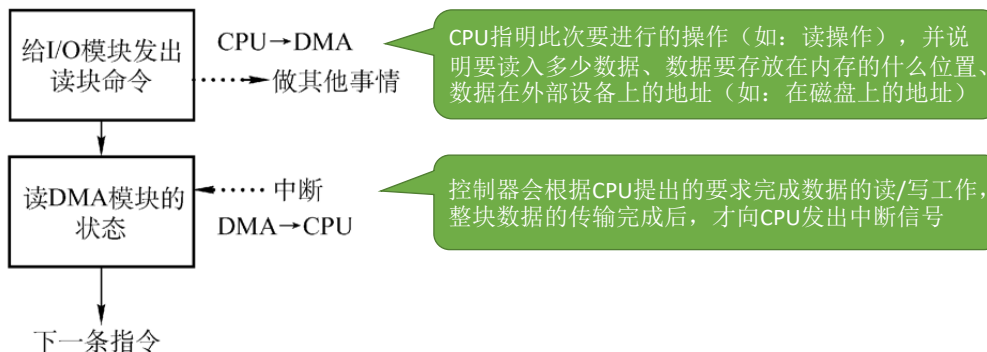 给I/O模块发出
读块命令
CPU→DMA
做其他事情
CPU指明此次要进行的操作（如：读操作），并说
明要读入多少数据、数据要存放在内存的什么位置、
数据在外部设备上的地址（如：在磁盘上的地址）
读DMA模块的
状态
中断
DMA→CPU
控制器会根据CPU提出的要求完成数据的读/写工作，
整块数据的传输完成后，才向CPU发出中断信号
下一条指令